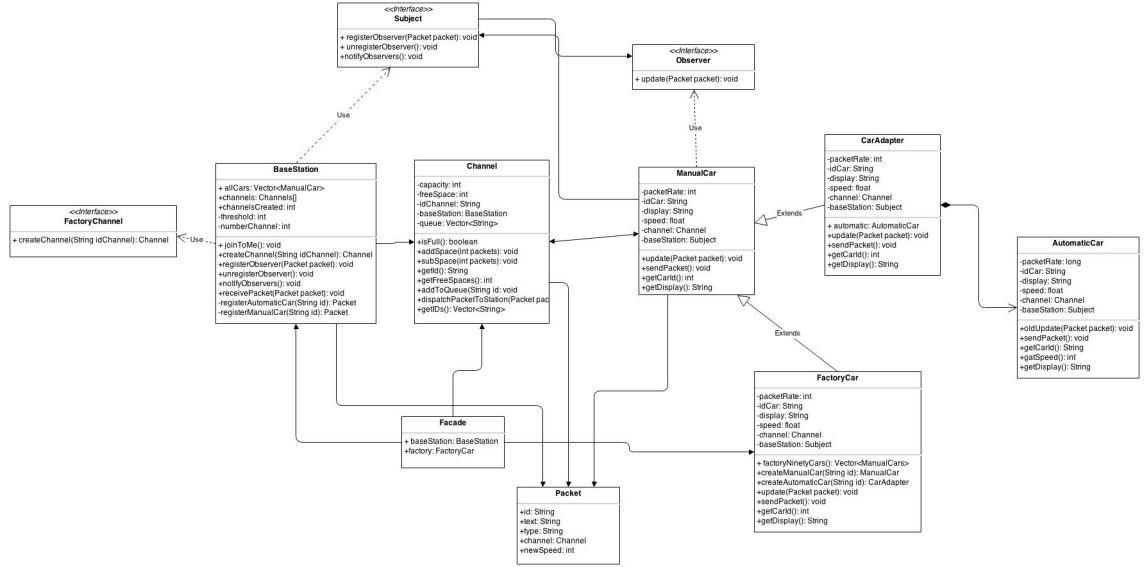 <<Interface>>
Subject
+ registerObserver(Packet packet): void
+ unregisterObserver(): void
+notifyObservers(): void
<<Interface>>
Observer
+ update(Packet packet): void
Use
Use
BaseStation
+ allCars: Vector<ManualCar>
+channels: Channels[]
+channelsCreated: int
-threshold: int
-numberChannel: int
+ joinToMe(): void
+createChannel(String idChannel): Channel
+registerObserver(Packet packet): void
+unregisterObserver(): void
+notifyObservers(): void
+receivePacket(Packet packet): void
-registerAutomaticCar(String id): Packet
-registerManualCar(String id): Packet
Channel
-capacity: int
-freeSpace: int
-idChannel: String
-baseStation: BaseStation
-queue: Vector<String>
+isFull(): boolean
+addSpace(int packets): void
+subSpace(int packets): void
+getId(): String
+getFreeSpaces(): int
+addToQueue(String id: void
+dispatchPacketToStation(Packet pac
+getIDs(): Vector<String>
ManualCar
-packetRate: int
-idCar: String
-display: String
-speed: float
-channel: Channel
-baseStation: Subject
+update(Packet packet): void
+sendPacket(): void
+getCarId(): int
+getDisplay(): String
CarAdapter
-packetRate: int
-idCar: String
-display: String
-speed: float
-channel: Channel
-baseStation: Subject
+ automatic: AutomaticCar
+update(Packet packet): void
+sendPacket(): void
+getCarId(): int
+getDisplay(): String
Extends
<<Interface>>
FactoryChannel
+ createChannel(String idChannel): Channel
Use
AutomaticCar
-packetRate: long
-idCar: String
-display: String
-speed: float
-channel: Channel
-baseStation: Subject
+oldUpdate(Packet packet): void
+sendPacket(): void
+getCarId(): String
+gatSpeed(): int
+getDisplay(): String
Extends
FactoryCar
-packetRate: int
-idCar: String
-display: String
-speed: float
-channel: Channel
-baseStation: Subject
+ factoryNinetyCars(): Vector<ManualCars>
+createManualCar(String id): ManualCar
+createAutomaticCar(String id): CarAdapter
+update(Packet packet): void
+sendPacket(): void
+getCarId(): int
+getDisplay(): String
Facade
+ baseStation: BaseStation
+factory: FactoryCar
Packet
+id: String
+text: String
+type: String
+channel: Channel
+newSpeed: int